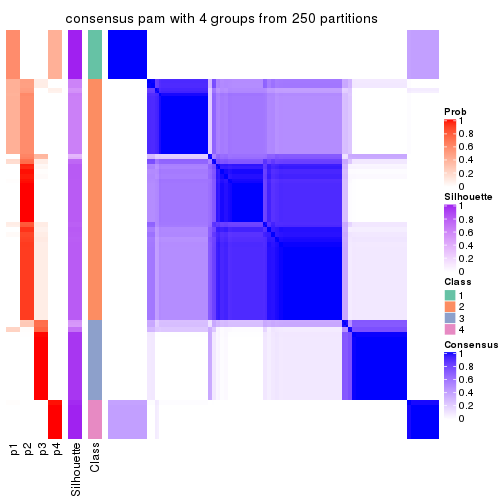 consensus pam with 4 groups from 250 partitions
Prob
1
0.8
0.6
0.4
0.2
0
Silhouette
1
0.8
0.6
0.4
0.2
0
Class
1
2
3
4
Consensus
1
0.8
0.6
0.4
0.2
0
p1
p2
p3
p4
Silhouette
Class